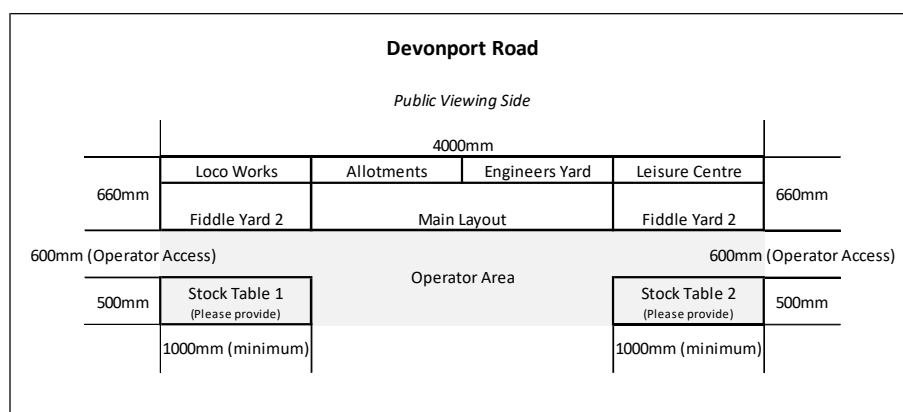 Devonport Road
Public Viewing Side
4000mm
Loco Works Allotments Engineers Yard Leisure Centre
660mm 660mm
Fiddle Yard 2 Main Layout Fiddle Yard 2
600mm (Operator Access) 600mm (Operator Access)
Operator Area
Stock Table 1 Stock Table 2
500mm 500mm
(Please provide) (Please provide)
1000mm (minimum) 1000mm (minimum)